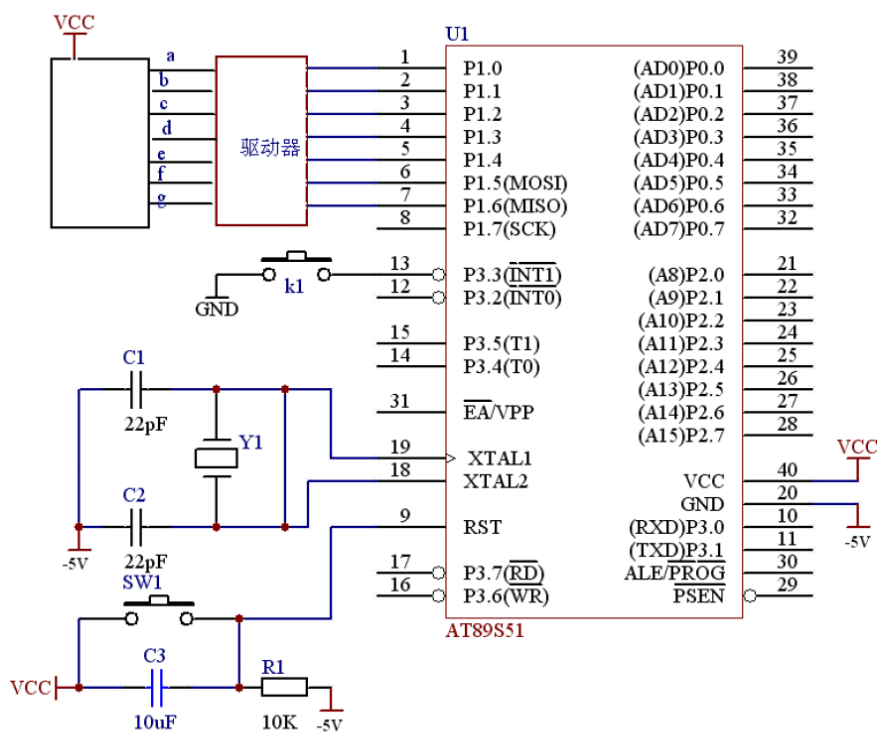 VCC
a
b
c
d
e
f
g
驱动器
U1
1 P1.0 (AD0)P0.0 39
2 P1.1 (AD1)P0.1 38
3 P1.2 (AD2)P0.2 37
4 P1.3 (AD3)P0.3 36
5 P1.4 (AD4)P0.4 35
6 P1.5(MOSI) (AD5)P0.5 34
7 P1.6(MISO) (AD6)P0.6 33
8 P1.7(SCK) (AD7)P0.7 32
GND
k1
13 P3.3(INT1) (A8)P2.0 21
12 P3.2(INT0) (A9)P2.1 22
(A10)P2.2 23
15 P3.5(T1) (A11)P2.3 24
14 P3.4(T0) (A12)P2.4 25
(A13)P2.5 26
31 EA/VPP (A14)P2.6 27
(A15)P2.7 28
19 XTAL1
18 XTAL2 VCC 40
GND 20
9 RST (RXD)P3.0 10
(TXD)P3.1 11
17 P3.7(RD) ALE/PROG 30
16 P3.6(WR) PSEN 29
VCC
-5V
AT89S51
C1
22pF
Y1
C2
22pF
-5V
SW1
C3
10uF
VCC
R1
10K
-5V